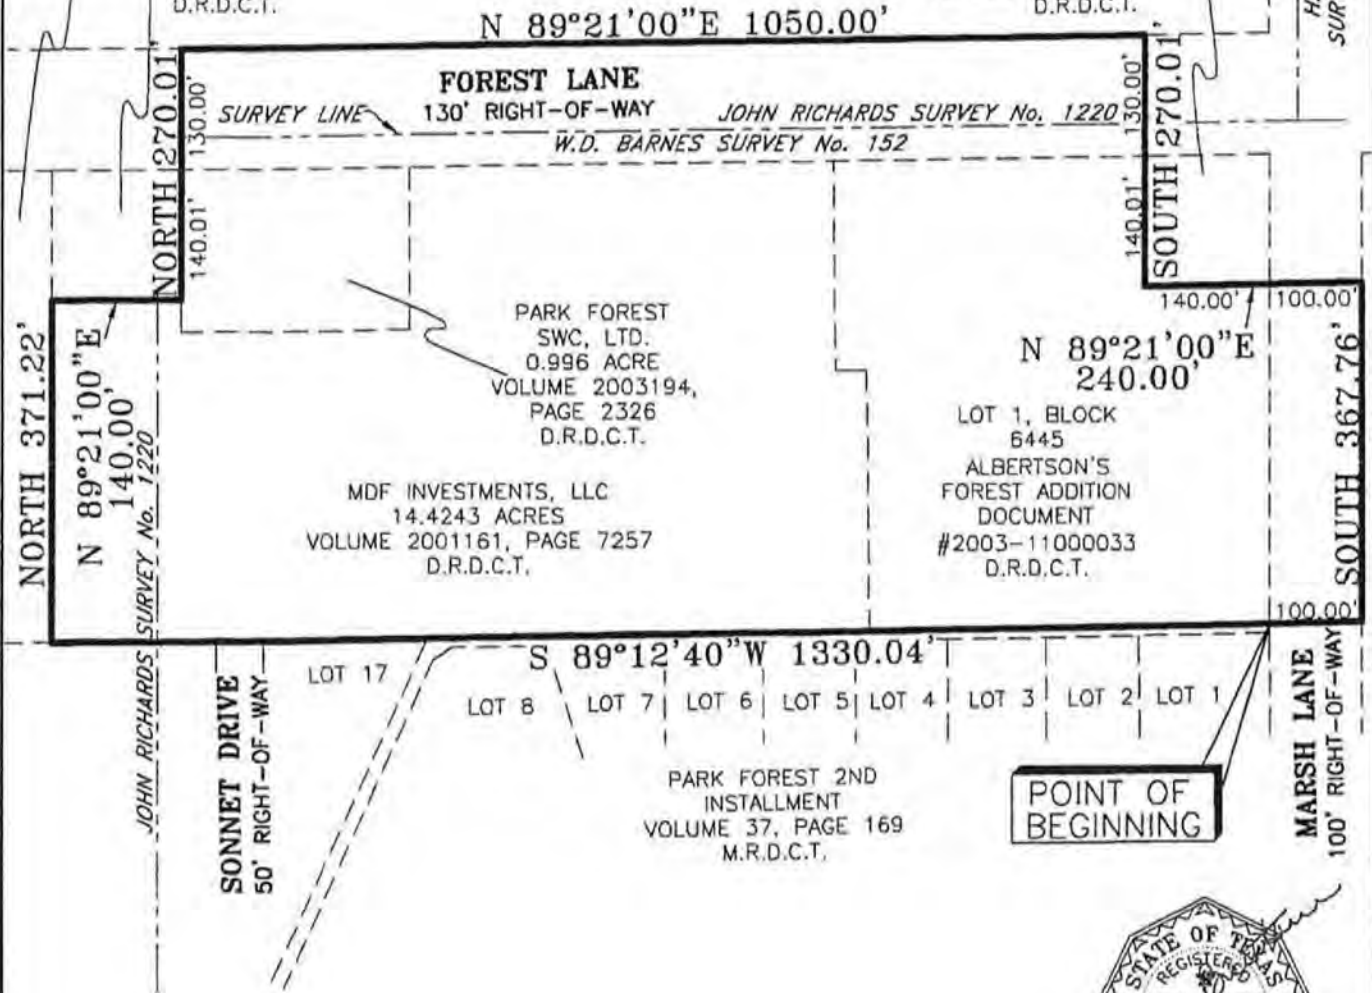 D.R.D.C.T.
D.R.D.C.T.
N 89°21'00"E 1050.00'
FOREST LANE
130' RIGHT-OF-WAY
SURVEY LINE
JOHN RICHARDS SURVEY No. 1220
W.D. BARNES SURVEY No. 152
NORTH 270.01'
130.00'
140.01'
130.00'
140.01'
SOUTH 270.01'
140.00'
100.00'
N 89°21'00"E
240.00'
PARK FOREST
SWC, LTD.
0.996 ACRE
VOLUME 2003194,
PAGE 2326
D.R.D.C.T.
LOT 1, BLOCK
6445
ALBERTSON'S
FOREST ADDITION
DOCUMENT
#2003-11000033
D.R.D.C.T.
MDF INVESTMENTS, LLC
14.4243 ACRES
VOLUME 2001161, PAGE 7257
D.R.D.C.T.
NORTH 371.22'
N 89°21'00"E
140.00'
JOHN RICHARDS SURVEY No. 1220
SOUTH 367.76'
100.00'
S 89°12'40"W 1330.04'
LOT 17
LOT 8
LOT 7
LOT 6
LOT 5
LOT 4
LOT 3
LOT 2
LOT 1
SONNET DRIVE
50' RIGHT-OF-WAY
PARK FOREST 2ND
INSTALLMENT
VOLUME 37, PAGE 169
M.R.D.C.T.
POINT OF
BEGINNING
MARSH LANE
100' RIGHT-OF-WAY
STATE OF TEXAS
REGISTERED